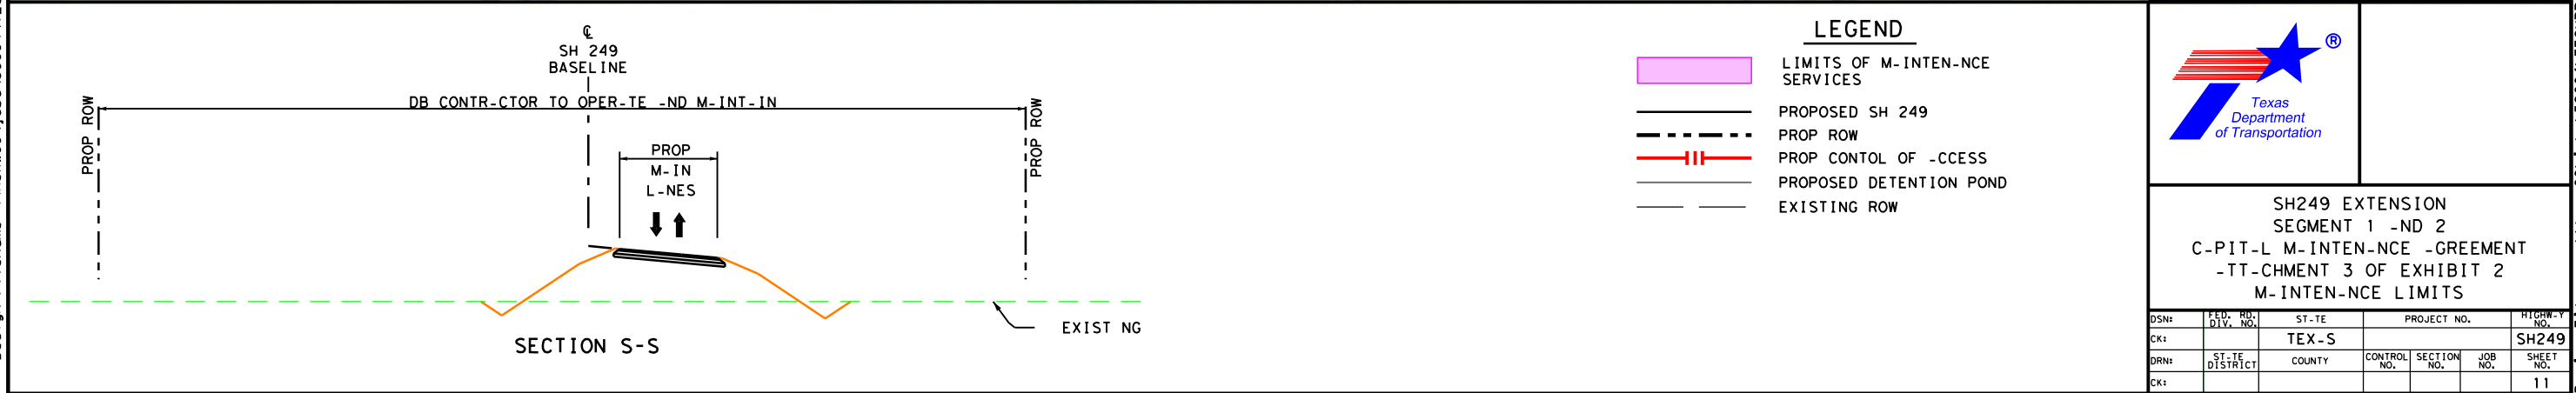 ℄
SH 249
BASELINE
PROP ROW
DB CONTR-CTOR TO OPER-TE -ND M-INT-IN
PROP ROW
PROP
M-IN
L-NES
EXIST NG
SECTION S-S
LEGEND
LIMITS OF M-INTEN-NCE
SERVICES
PROPOSED SH 249
PROP ROW
PROP CONTOL OF -CCESS
PROPOSED DETENTION POND
EXISTING ROW
®
Texas
Department
of Transportation
SH249 EXTENSION
SEGMENT 1 -ND 2
C-PIT-L M-INTEN-NCE -GREEMENT
-TT-CHMENT 3 OF EXHIBIT 2
M-INTEN-NCE LIMITS
DSN:
FED. RD.
DIV. NO.
ST-TE
PROJECT NO.
HIGHW-Y
NO.
CK:
TEX-S
SH249
DRN:
ST-TE
DISTRICT
COUNTY
CONTROL
NO.
SECTION
NO.
JOB
NO.
SHEET
NO.
CK:
11